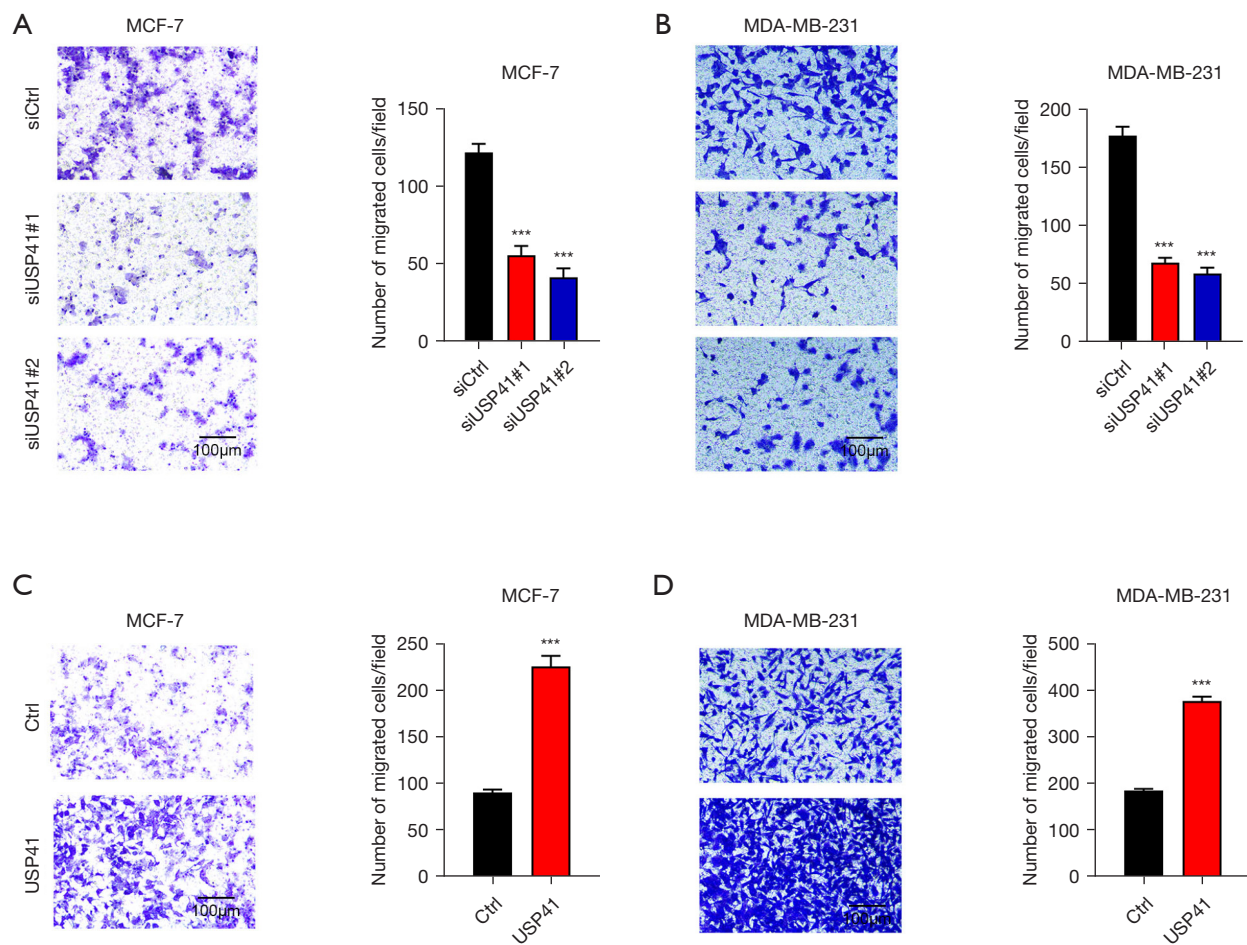 A
MCF-7
siCtrl
siUSP41#1
siUSP41#2
100μm
MCF-7
Number of migrated cells/field
150
100
50
0
***
***
siCtrl
siUSP41#1
siUSP41#2
B
MDA-MB-231
100μm
MDA-MB-231
Number of migrated cells/field
200
150
100
50
0
***
***
siCtrl
siUSP41#1
siUSP41#2
C
MCF-7
Ctrl
USP41
100μm
MCF-7
Number of migrated cells/field
250
200
150
100
50
0
***
Ctrl
USP41
D
MDA-MB-231
100μm
MDA-MB-231
Number of migrated cells/field
500
400
300
200
100
0
***
Ctrl
USP41